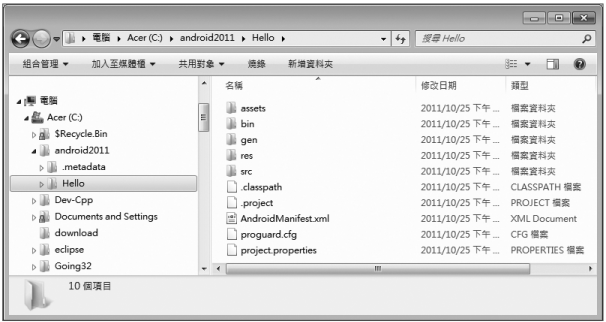 電腦 ▸ Acer (C:) ▸ android2011 ▸ Hello ▸
搜尋 Hello
組合管理 加入至媒體櫃 共用對象 燒錄 新增資料夾
電腦
Acer (C:)
$Recycle.Bin
android2011
.metadata
Hello
Dev-Cpp
Documents and Settings
download
eclipse
Going32
名稱 修改日期 類型
assets 2011/10/25 下午 ... 檔案資料夾
bin 2011/10/25 下午 ... 檔案資料夾
gen 2011/10/25 下午 ... 檔案資料夾
res 2011/10/25 下午 ... 檔案資料夾
src 2011/10/25 下午 ... 檔案資料夾
.classpath 2011/10/25 下午 ... CLASSPATH 檔案
.project 2011/10/25 下午 ... PROJECT 檔案
AndroidManifest.xml 2011/10/25 下午 ... XML Document
proguard.cfg 2011/10/25 下午 ... CFG 檔案
project.properties 2011/10/25 下午 ... PROPERTIES 檔案
10 個項目